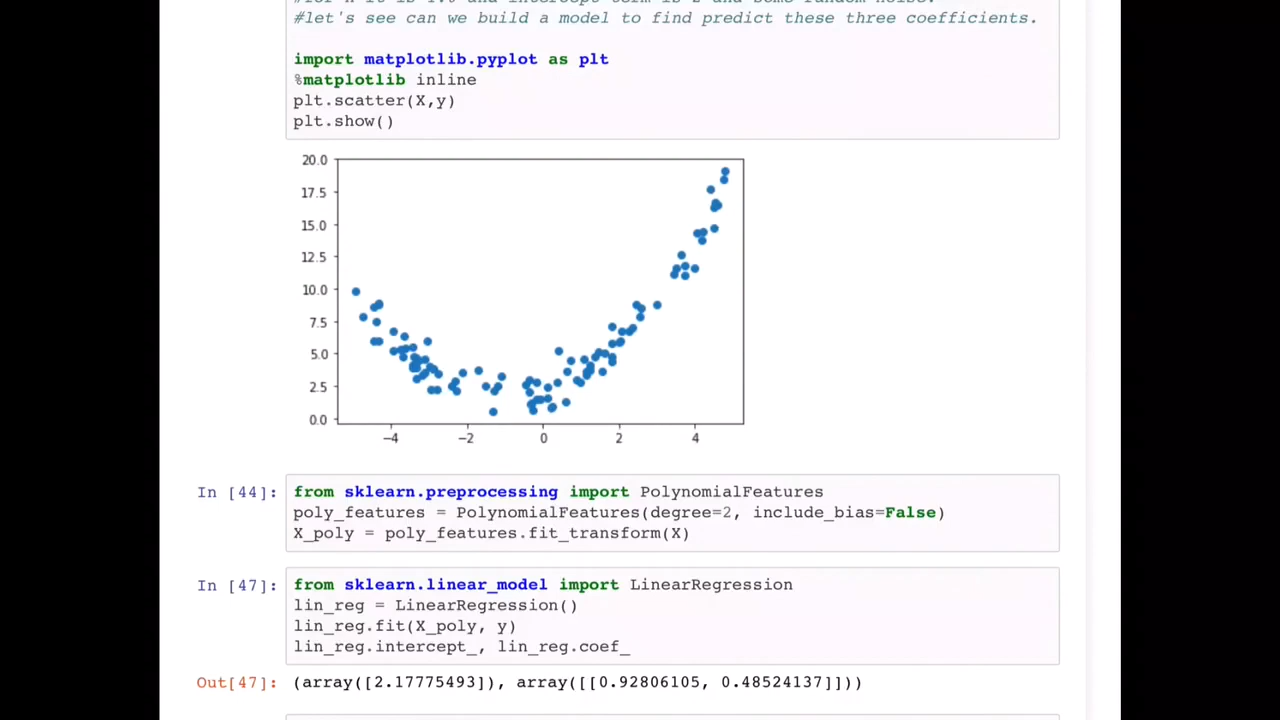 #let's see can we build a model to find predict these three coefficients.
import matplotlib.pyplot as plt
%matplotlib inline
plt.scatter(X,y)
plt.show()
20.0
17.5
15.0
12.5
10.0
7.5
5.0
2.5
0.0
−4 −2 0 2 4
In [44]: from sklearn.preprocessing import PolynomialFeatures
poly_features = PolynomialFeatures(degree=2, include_bias=False)
X_poly = poly_features.fit_transform(X)
In [47]: from sklearn.linear_model import LinearRegression
lin_reg = LinearRegression()
lin_reg.fit(X_poly, y)
lin_reg.intercept_, lin_reg.coef_
Out[47]: (array([2.17775493]), array([[0.92806105, 0.48524137]]))